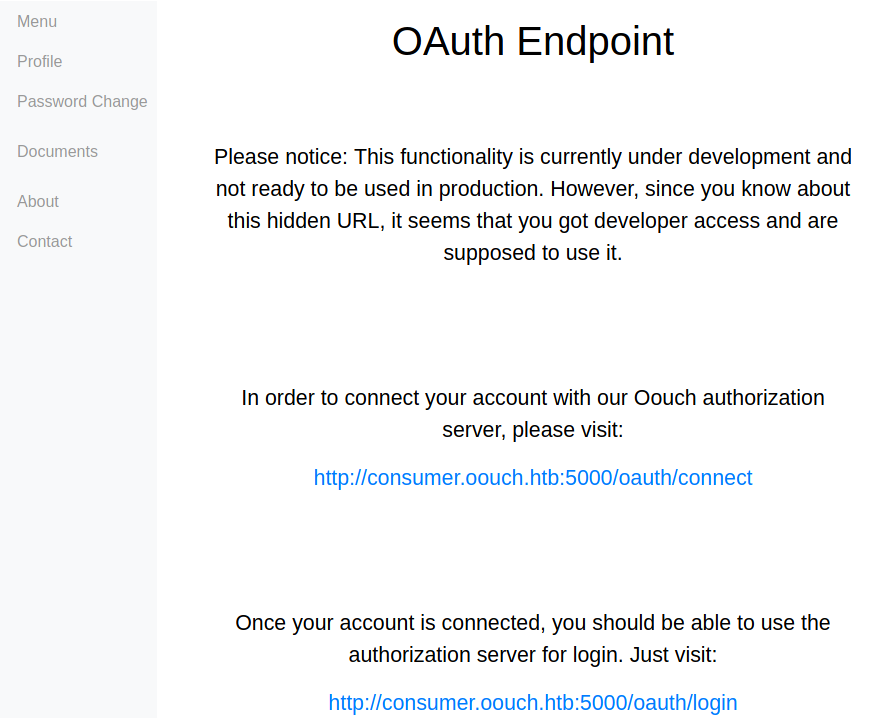 Menu
Profile
Password Change
Documents
About
Contact
OAuth Endpoint
Please notice: This functionality is currently under development and
not ready to be used in production. However, since you know about
this hidden URL, it seems that you got developer access and are
supposed to use it.
In order to connect your account with our Oouch authorization
server, please visit:
http://consumer.oouch.htb:5000/oauth/connect
Once your account is connected, you should be able to use the
authorization server for login. Just visit:
http://consumer.oouch.htb:5000/oauth/login